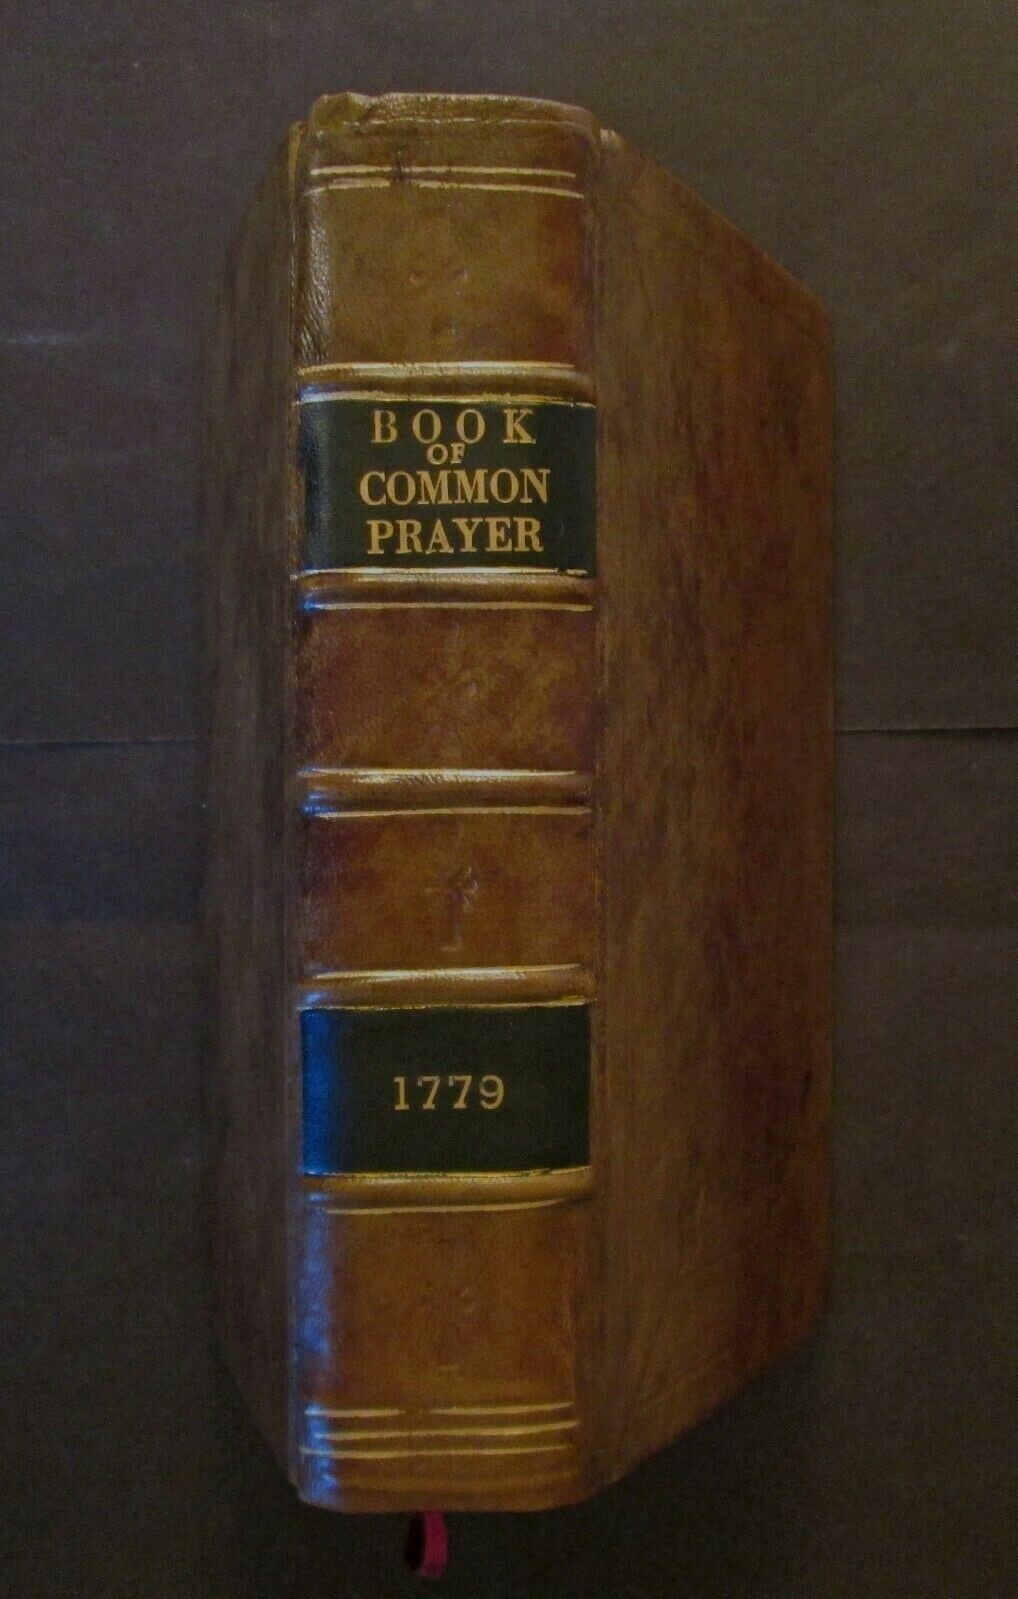 BOOK
OF
COMMON
PRAYER
1779